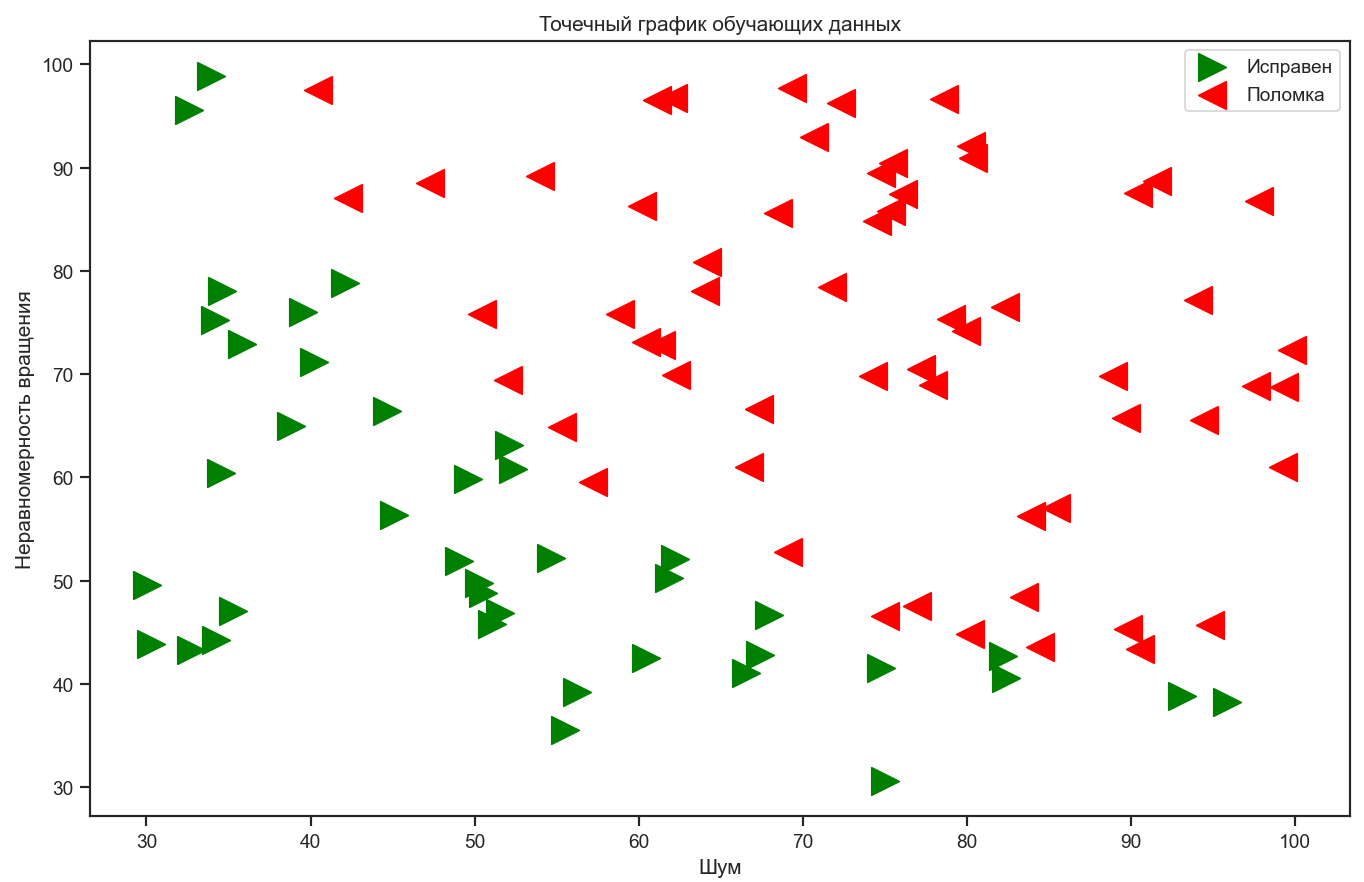 Точечный график обучающих данных
Исправен
Поломка
Неравномерность вращения
100
90
80
70
60
50
40
30
30 40 50 60 70 80 90 100
Шум